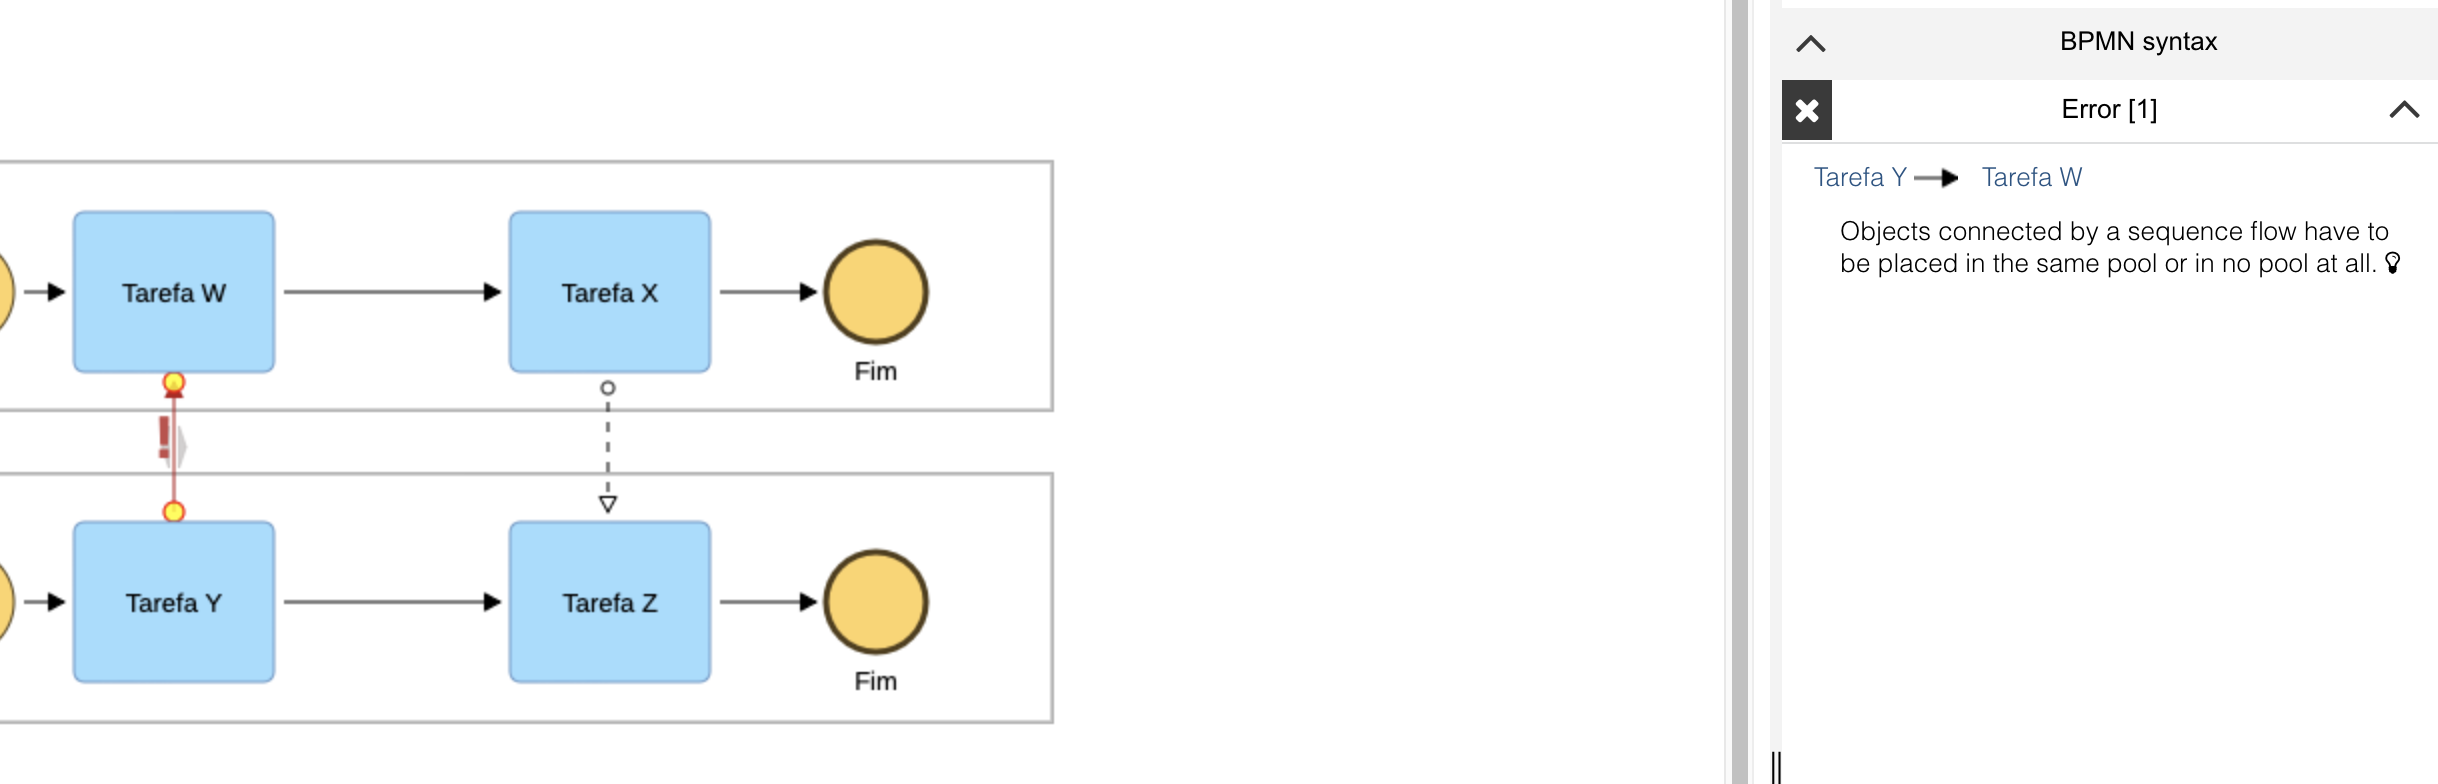 BPMN syntax
Error [1]
Tarefa Y Tarefa W
Objects connected by a sequence flow have to
be placed in the same pool or in no pool at all.
Tarefa W
Tarefa X
Fim
!
Tarefa Y
Tarefa Z
Fim